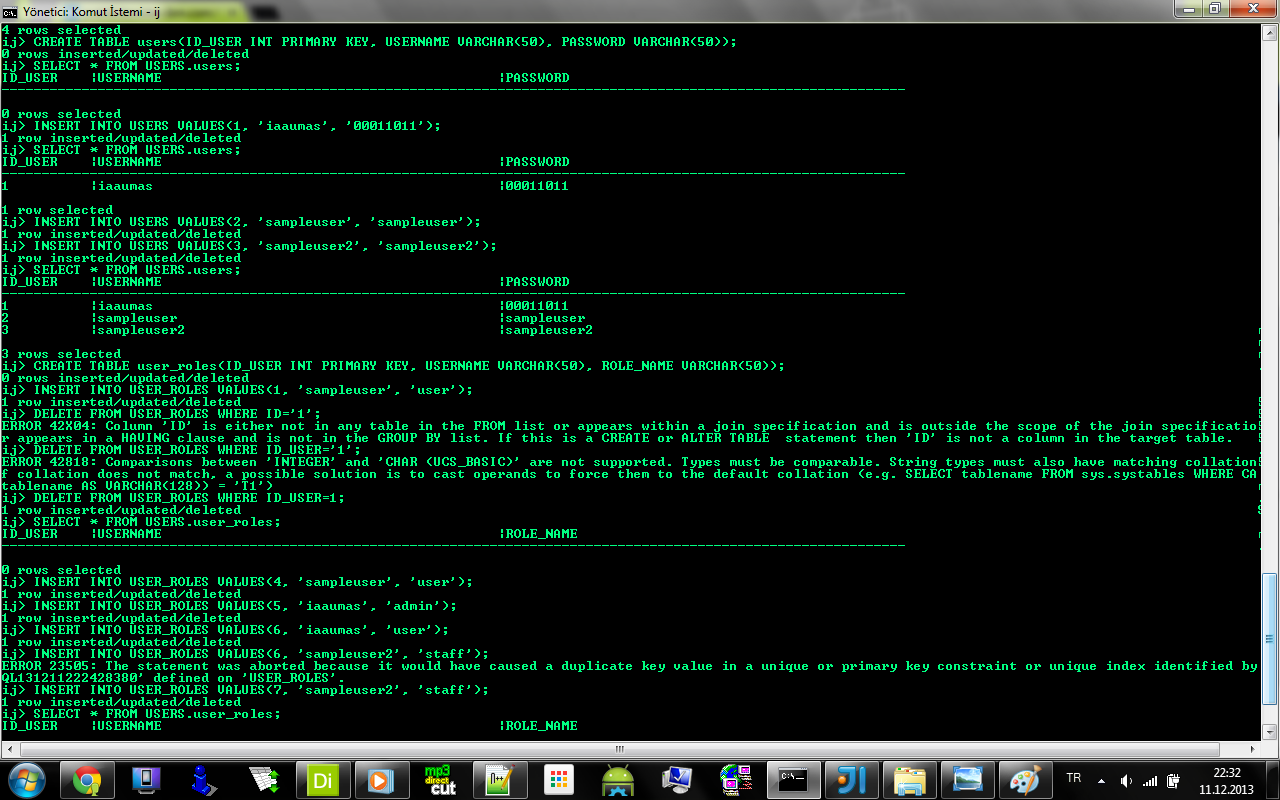 Yönetici: Komut İstemi - ij
4 rows selected
ij> CREATE TABLE users(ID_USER INT PRIMARY KEY, USERNAME VARCHAR(50), PASSWORD VARCHAR(50));
0 rows inserted/updated/deleted
ij> SELECT * FROM USERS.users;
ID_USER |USERNAME |PASSWORD
0 rows selected
ij> INSERT INTO USERS VALUES(1, 'iaaumas', '00011011');
1 row inserted/updated/deleted
ij> SELECT * FROM USERS.users;
ID_USER |USERNAME |PASSWORD
1 |iaaumas |00011011
1 row selected
ij> INSERT INTO USERS VALUES(2, 'sampleuser', 'sampleuser');
1 row inserted/updated/deleted
ij> INSERT INTO USERS VALUES(3, 'sampleuser2', 'sampleuser2');
1 row inserted/updated/deleted
ij> SELECT * FROM USERS.users;
ID_USER |USERNAME |PASSWORD
1 |iaaumas |00011011
2 |sampleuser |sampleuser
3 |sampleuser2 |sampleuser2
3 rows selected
ij> CREATE TABLE user_roles(ID_USER INT PRIMARY KEY, USERNAME VARCHAR(50), ROLE_NAME VARCHAR(50));
0 rows inserted/updated/deleted
ij> INSERT INTO USER_ROLES VALUES(1, 'sampleuser', 'user');
1 row inserted/updated/deleted
ij> DELETE FROM USER_ROLES WHERE ID='1';
ERROR 42X04: Column 'ID' is either not in any table in the FROM list or appears within a join specification and is outside the scope of the join specificatio
r appears in a HAVING clause and is not in the GROUP BY list. If this is a CREATE or ALTER TABLE  statement then 'ID' is not a column in the target table.
ij> DELETE FROM USER_ROLES WHERE ID_USER='1';
ERROR 42818: Comparisons between 'INTEGER' and 'CHAR (UCS_BASIC)' are not supported. Types must be comparable. String types must also have matching collation
f collation does not match, a possible solution is to cast operands to force them to the default collation (e.g. SELECT tablename FROM sys.systables WHERE CA
tablename AS VARCHAR(128)) = 'T1')
ij> DELETE FROM USER_ROLES WHERE ID_USER=1;
1 row inserted/updated/deleted
ij> SELECT * FROM USERS.user_roles;
ID_USER |USERNAME |ROLE_NAME
0 rows selected
ij> INSERT INTO USER_ROLES VALUES(4, 'sampleuser', 'user');
1 row inserted/updated/deleted
ij> INSERT INTO USER_ROLES VALUES(5, 'iaaumas', 'admin');
1 row inserted/updated/deleted
ij> INSERT INTO USER_ROLES VALUES(6, 'iaaumas', 'user');
1 row inserted/updated/deleted
ij> INSERT INTO USER_ROLES VALUES(6, 'sampleuser2', 'staff');
ERROR 23505: The statement was aborted because it would have caused a duplicate key value in a unique or primary key constraint or unique index identified by
QL131211222428380' defined on 'USER_ROLES'.
ij> INSERT INTO USER_ROLES VALUES(7, 'sampleuser2', 'staff');
1 row inserted/updated/deleted
ij> SELECT * FROM USERS.user_roles;
ID_USER |USERNAME |ROLE_NAME
Di
mp3
direct
cut
TR
22:32
11.12.2013